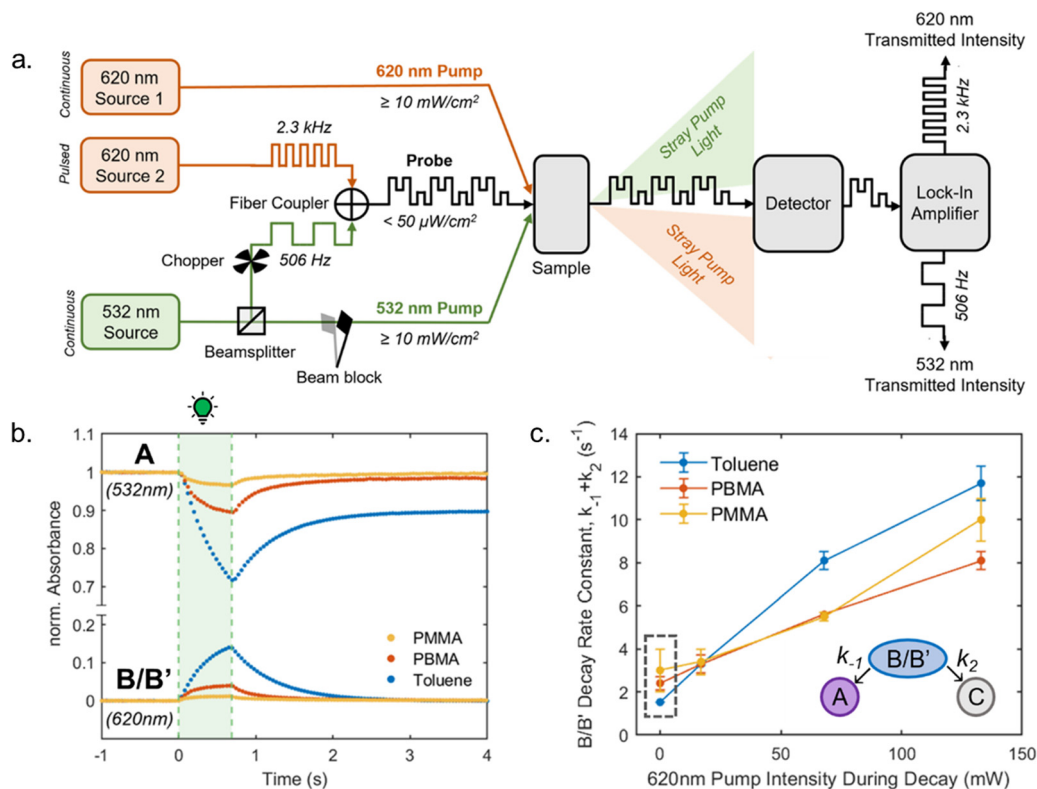 a.
Continuous
620 nm
Source 1
620 nm Pump
≥ 10 mW/cm²
Pulsed
620 nm
Source 2
2.3 kHz
Fiber Coupler
Probe
< 50 µW/cm²
Chopper
506 Hz
Continuous
532 nm
Source
Beamsplitter
Beam block
532 nm Pump
≥ 10 mW/cm²
Sample
Stray Pump
Light
Stray Pump
Light
Detector
Lock-In
Amplifier
620 nm
Transmitted Intensity
2.3 kHz
506 Hz
532 nm
Transmitted Intensity
b.
A
(532nm)
B/B'
(620nm)
PMMA
PBMA
Toluene
norm. Absorbance
1
0.9
0.8
0.7
0.2
0.1
0
-1
0
1
2
3
4
Time (s)
c.
Toluene
PBMA
PMMA
B/B' Decay Rate Constant, k-1+k2 (s⁻¹)
14
12
10
8
6
4
2
0
k-1
B/B'
k2
A
C
0
50
100
150
620nm Pump Intensity During Decay (mW)